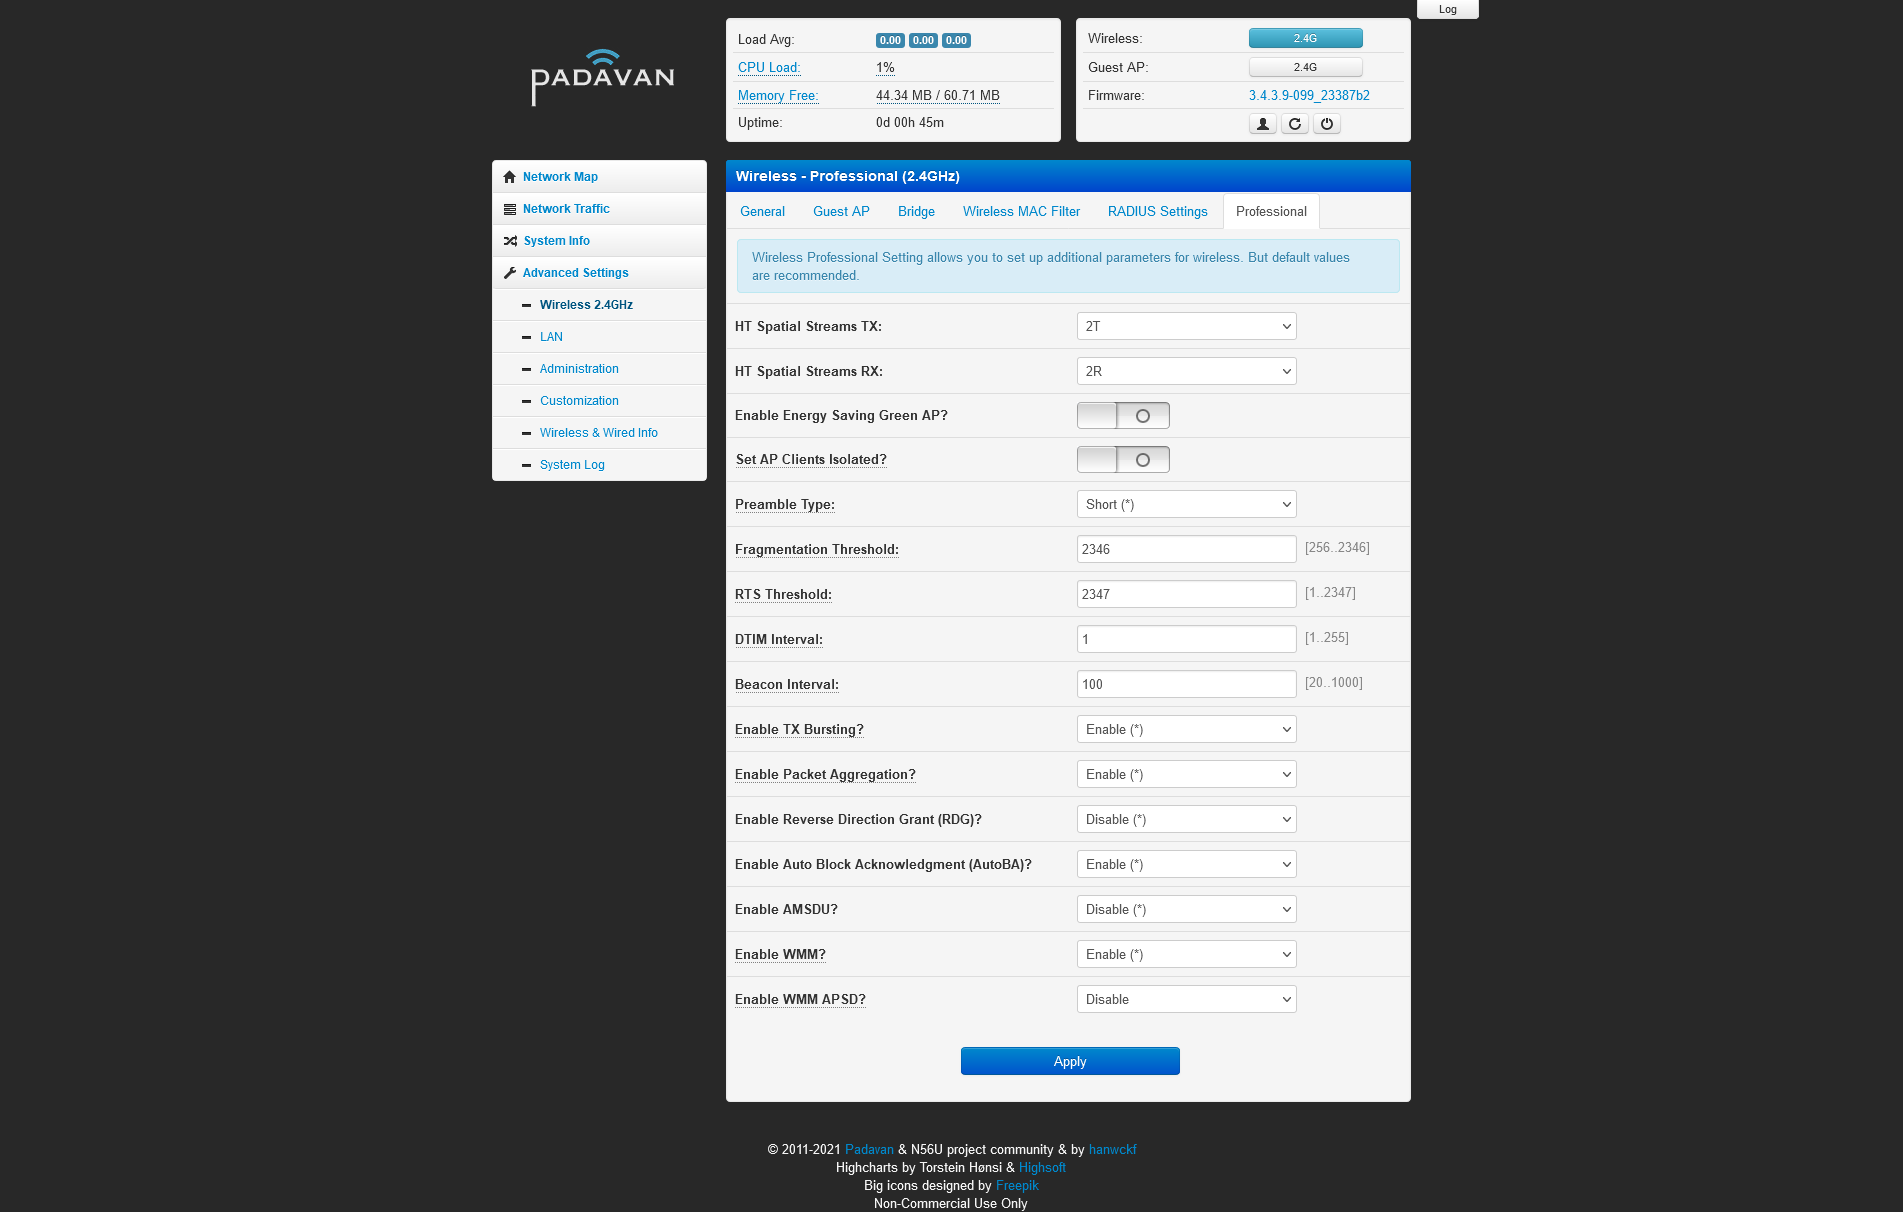 Log
PADAVAN
Load Avg: 0.00 0.00 0.00
CPU Load: 1%
Memory Free: 44.34 MB / 60.71 MB
Uptime: 0d 00h 45m
Wireless: 2.4G
Guest AP: 2.4G
Firmware: 3.4.3.9-099_23387b2
Network Map
Network Traffic
System Info
Advanced Settings
Wireless 2.4GHz
LAN
Administration
Customization
Wireless & Wired Info
System Log
Wireless - Professional (2.4GHz)
General Guest AP Bridge Wireless MAC Filter RADIUS Settings Professional
Wireless Professional Setting allows you to set up additional parameters for wireless. But default values
are recommended.
HT Spatial Streams TX: 2T
HT Spatial Streams RX: 2R
Enable Energy Saving Green AP?
Set AP Clients Isolated?
Preamble Type: Short (*)
Fragmentation Threshold: 2346 [256..2346]
RTS Threshold: 2347 [1..2347]
DTIM Interval: 1 [1..255]
Beacon Interval: 100 [20..1000]
Enable TX Bursting? Enable (*)
Enable Packet Aggregation? Enable (*)
Enable Reverse Direction Grant (RDG)? Disable (*)
Enable Auto Block Acknowledgment (AutoBA)? Enable (*)
Enable AMSDU? Disable (*)
Enable WMM? Enable (*)
Enable WMM APSD? Disable
Apply
© 2011-2021 Padavan & N56U project community & by hanwckf
Highcharts by Torstein Hønsi & Highsoft
Big icons designed by Freepik
Non-Commercial Use Only